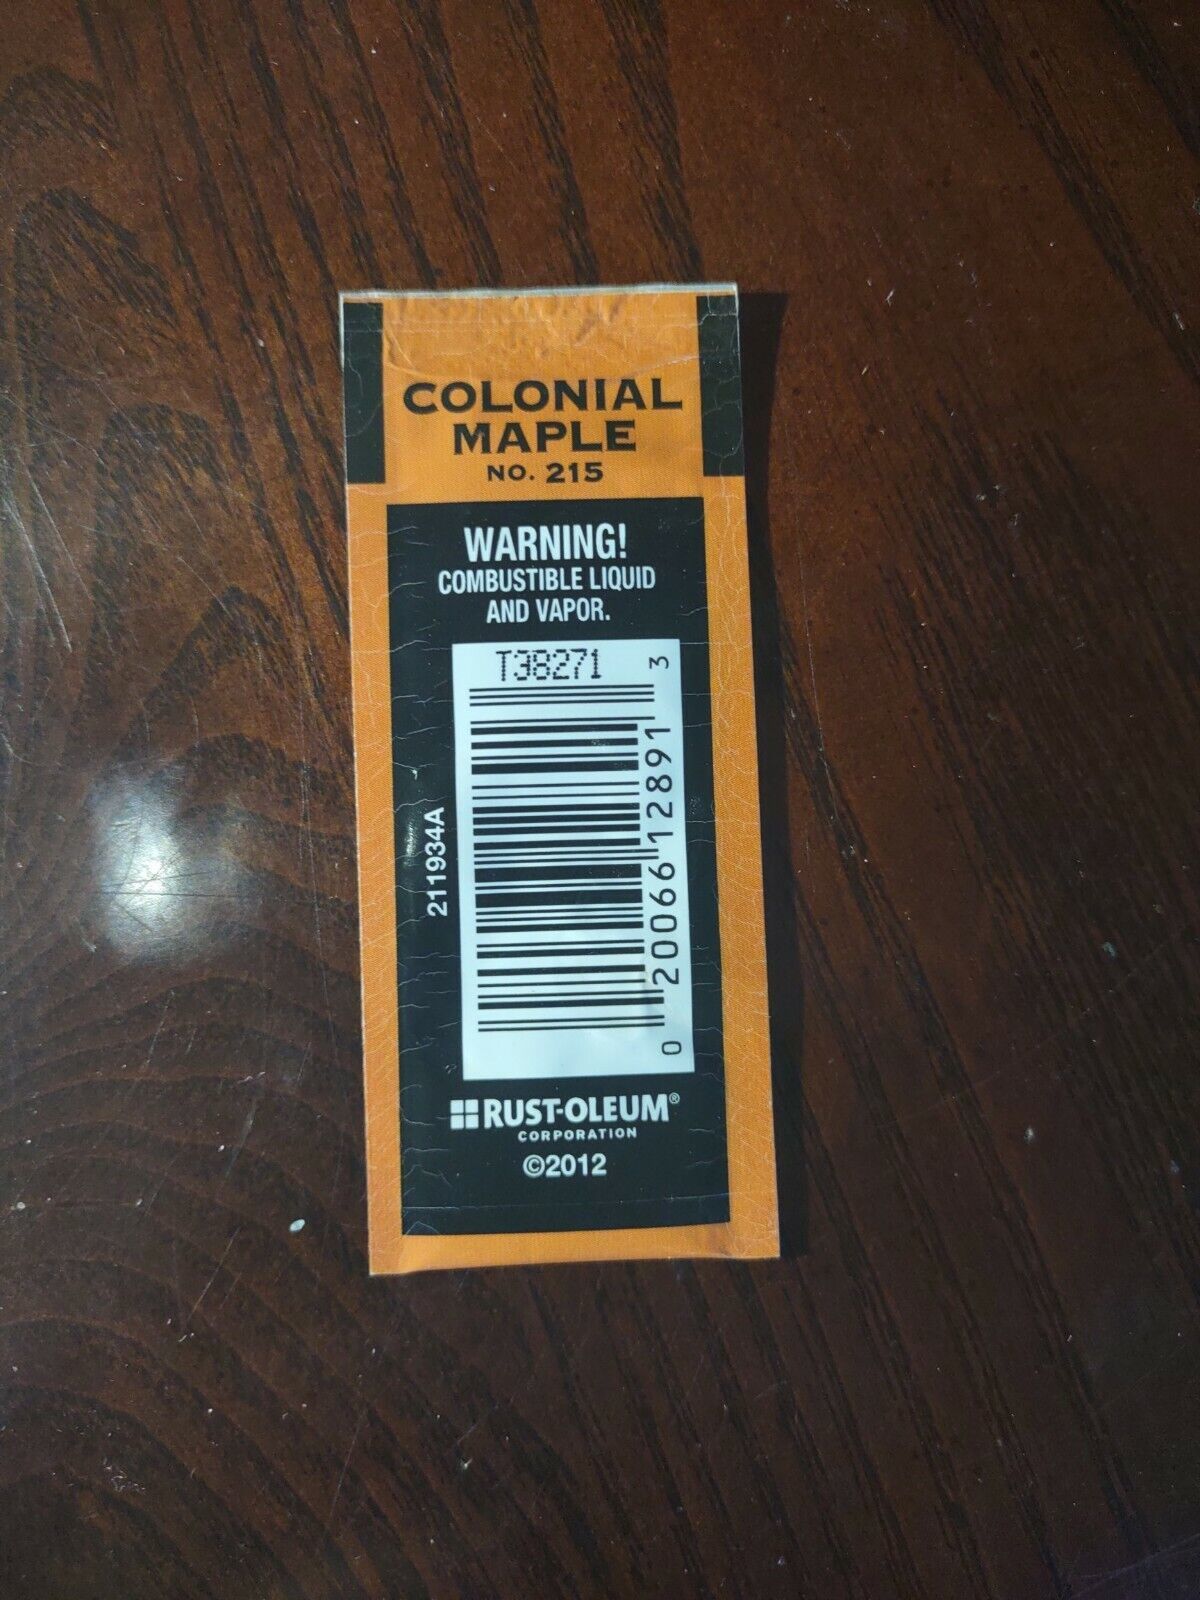 COLONIAL
MAPLE
NO. 215
WARNING!
COMBUSTIBLE LIQUID
AND VAPOR.
T38271
0 20066 12891 3
211934A
RUST-OLEUM®
CORPORATION
©2012